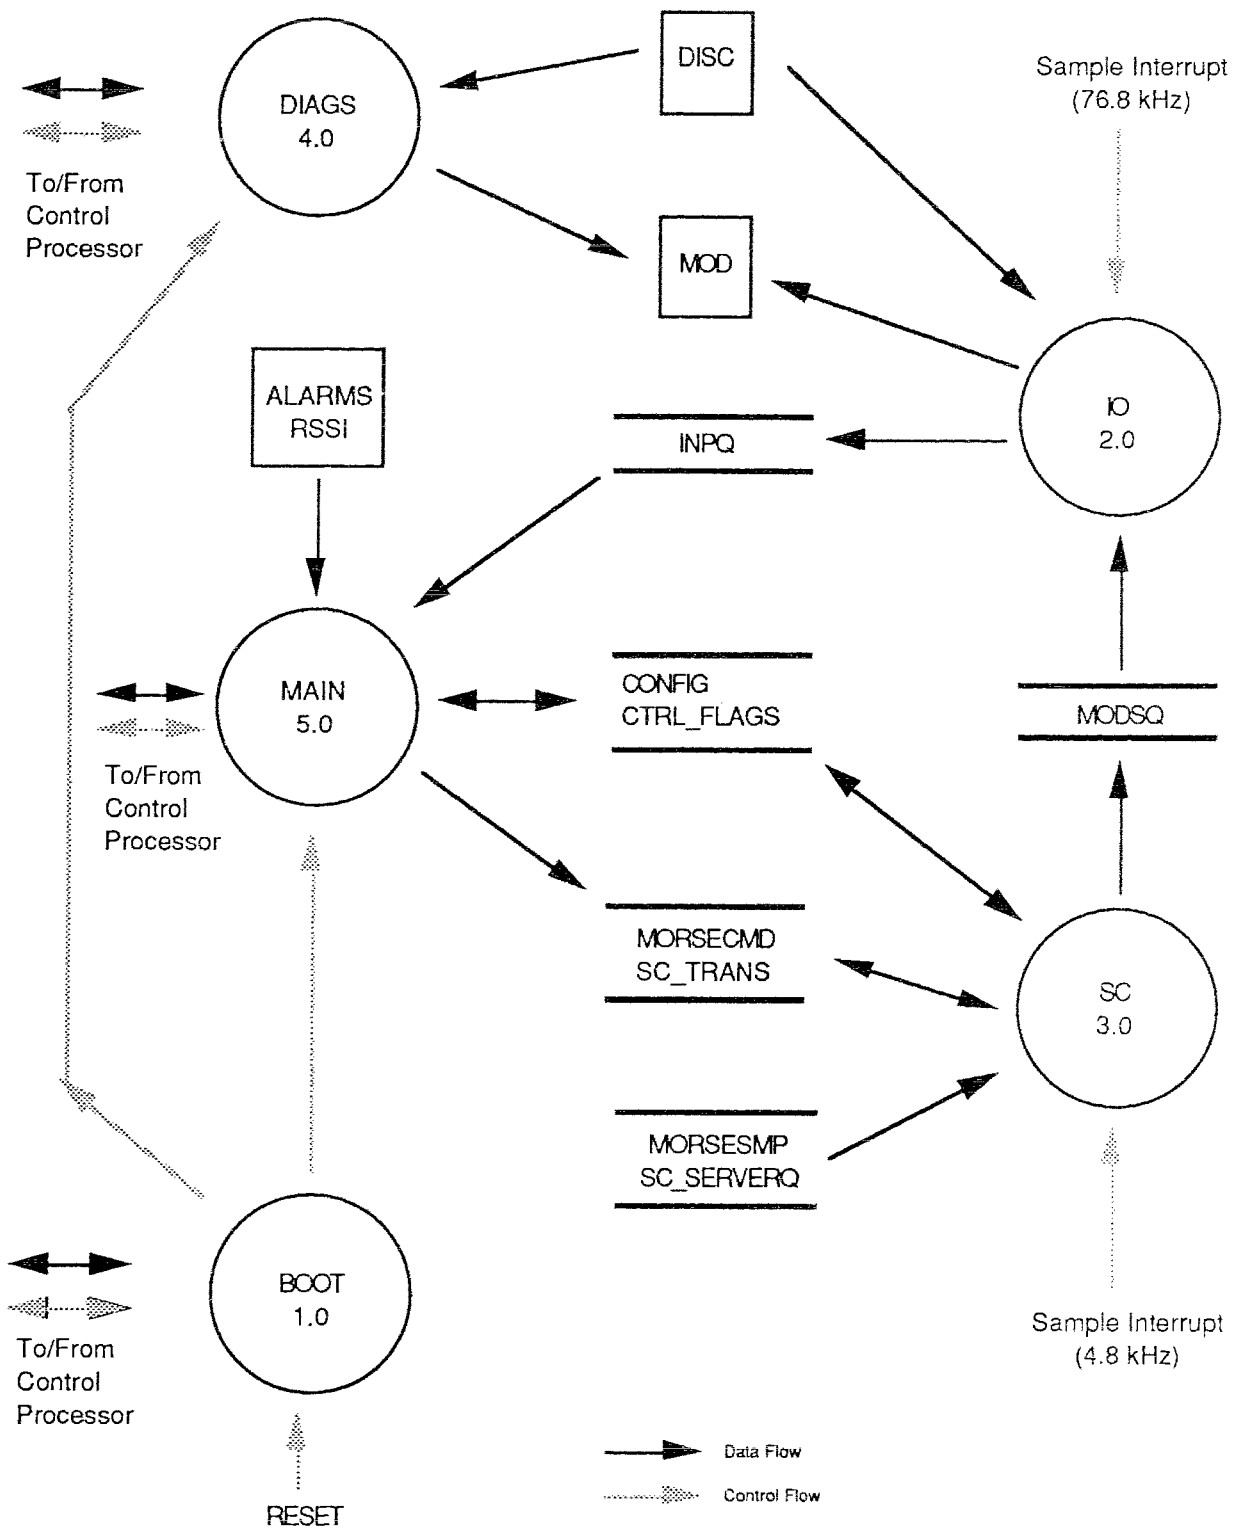 DISC
Sample Interrupt
(76.8 kHz)
DIAGS
4.0
To/From
Control
Processor
MOD
ALARMS
RSSI
INPQ
IO
2.0
MAIN
5.0
CONFIG
CTRL_FLAGS
MODSQ
To/From
Control
Processor
MORSECMD
SC_TRANS
SC
3.0
MORSESMP
SC_SERVERQ
BOOT
1.0
To/From
Control
Processor
Sample Interrupt
(4.8 kHz)
RESET
Data Flow
Control Flow